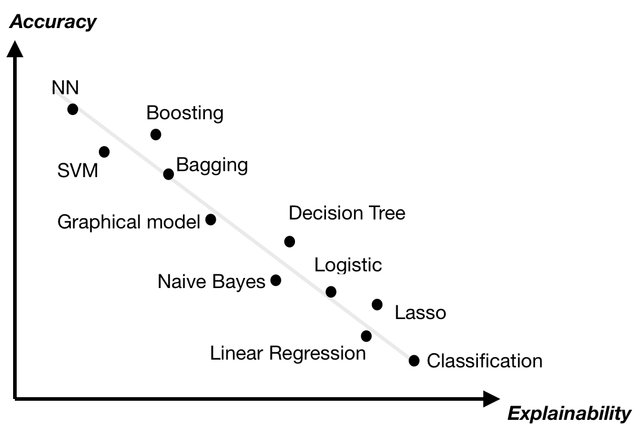 Accuracy
NN
Boosting
SVM
Bagging
Graphical model
Decision Tree
Logistic
Naive Bayes
Lasso
Linear Regression
Classification
Explainability